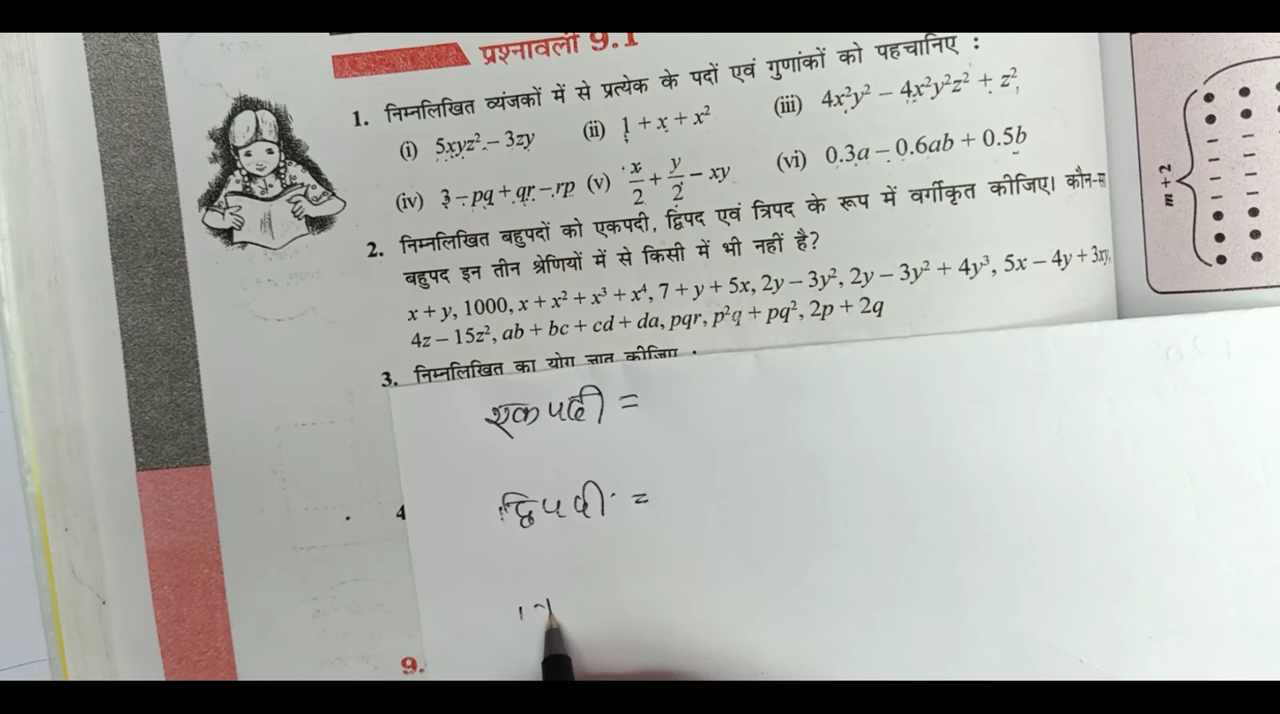 प्रश्नावली 9.1
1. निम्नलिखित व्यंजकों में से प्रत्येक के पदों एवं गुणांकों को पहचानिए :
(i) 5xyz² – 3zy (ii) 1 + x + x² (iii) 4x²y² – 4x²y²z² + z²
(iv) 3 – pq + qr – rp (v) x/2 + y/2 – xy (vi) 0.3a – 0.6ab + 0.5b
2. निम्नलिखित बहुपदों को एकपदी, द्विपद एवं त्रिपद के रूप में वर्गीकृत कीजिए। कौन-स
बहुपद इन तीन श्रेणियों में से किसी में भी नहीं है?
x + y, 1000, x + x² + x³ + x⁴, 7 + y + 5x, 2y – 3y², 2y – 3y² + 4y³, 5x – 4y + 3xy,
4z – 15z², ab + bc + cd + da, pqr, p²q + pq², 2p + 2q
3. निम्नलिखित का योग ज्ञात कीजिए :
एकपदी =
द्विपदी =
4
9.
m + 2